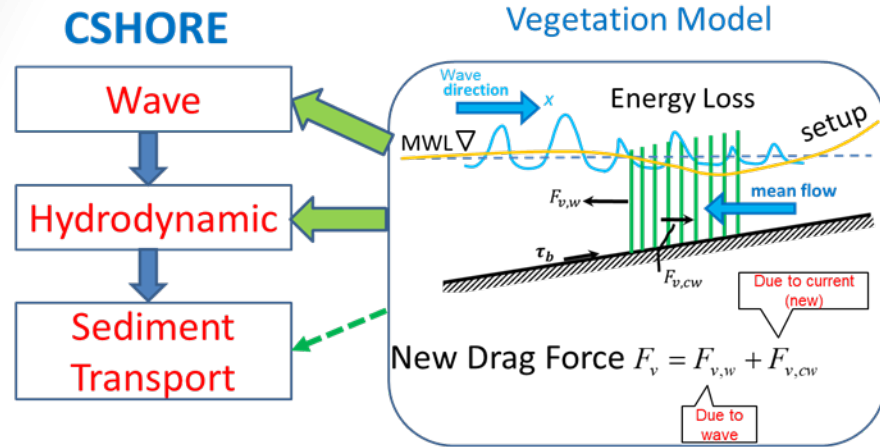 CSHORE
Vegetation Model
Wave
Hydrodynamic
Sediment
Transport
Wave
direction
x
Energy Loss
setup
MWL
F_{v,w}
mean flow
τ_b
F_{v,cw}
Due to current
(new)
New Drag Force F_v = F_{v,w} + F_{v,cw}
Due to
wave